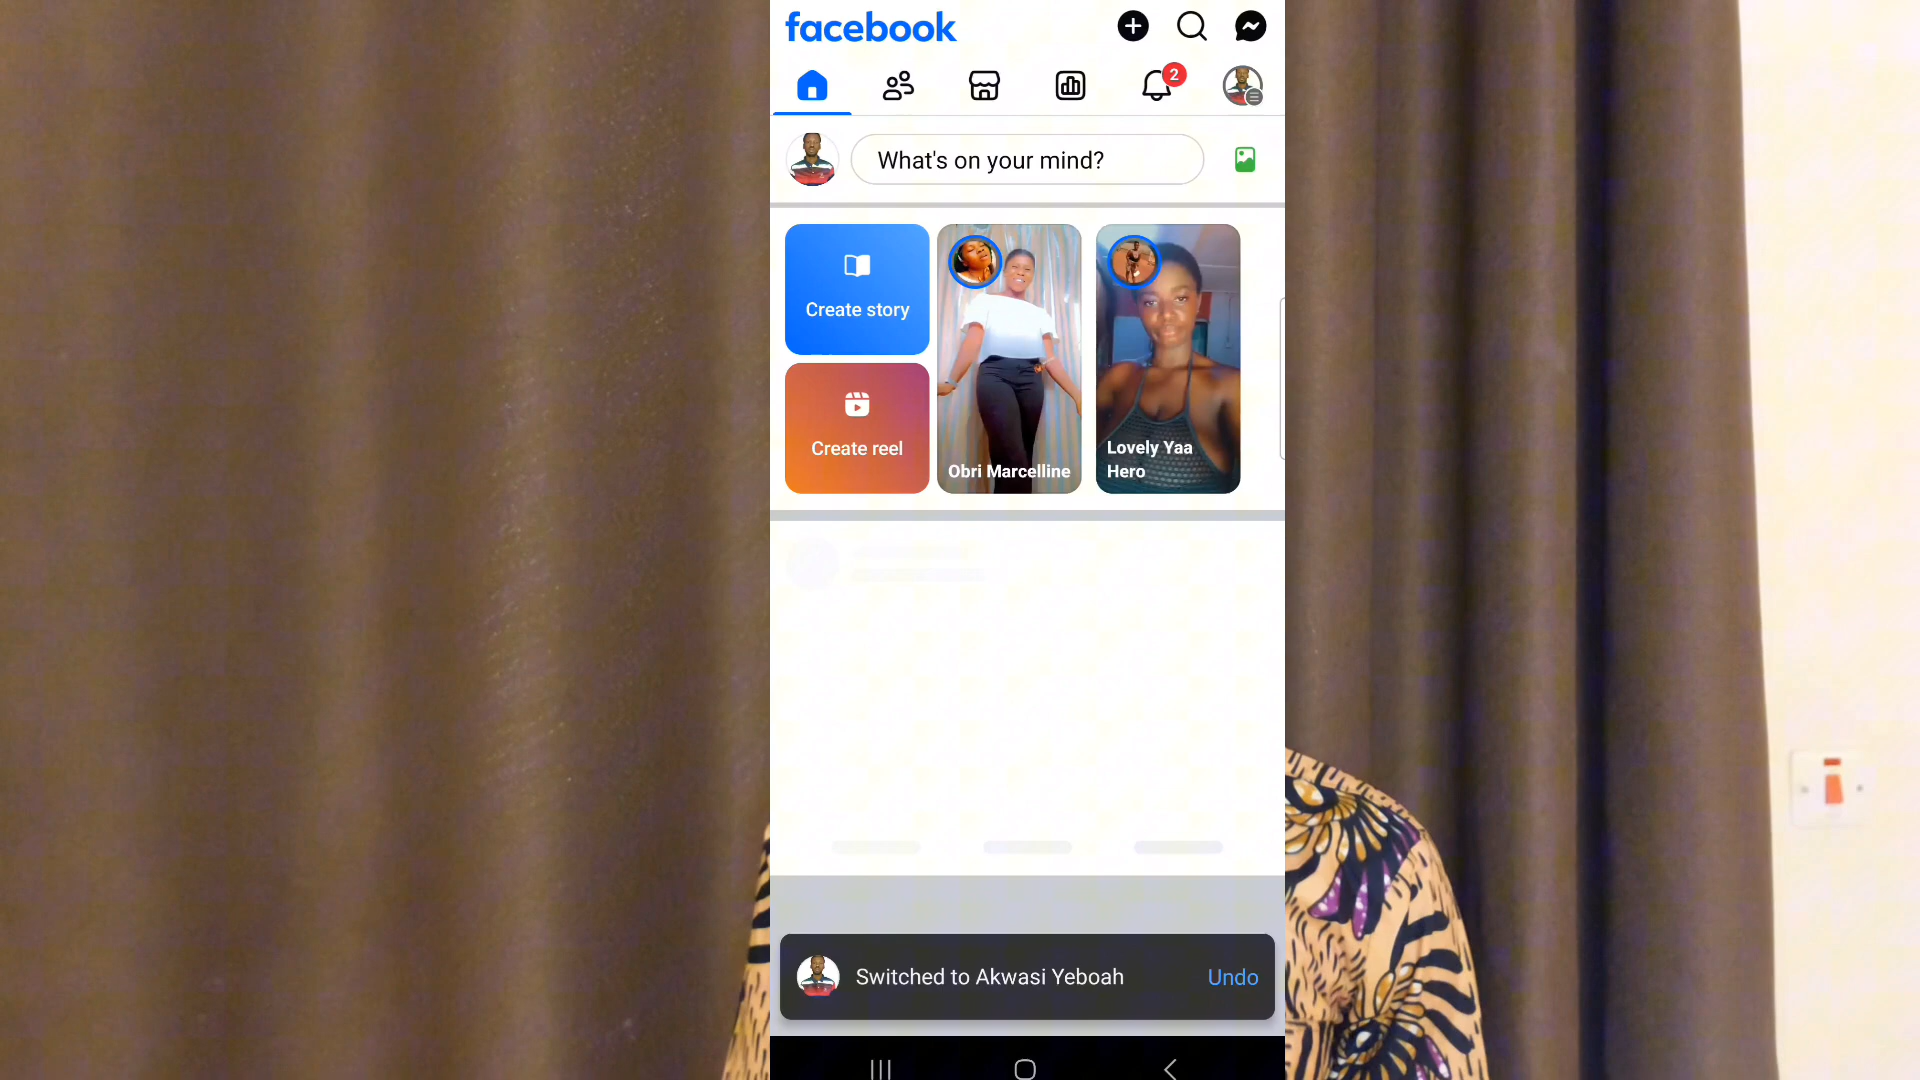 facebook
2
What's on your mind?
Create story
Create reel
Obri Marcelline
Lovely Yaa
Hero
Switched to Akwasi Yeboah
Undo